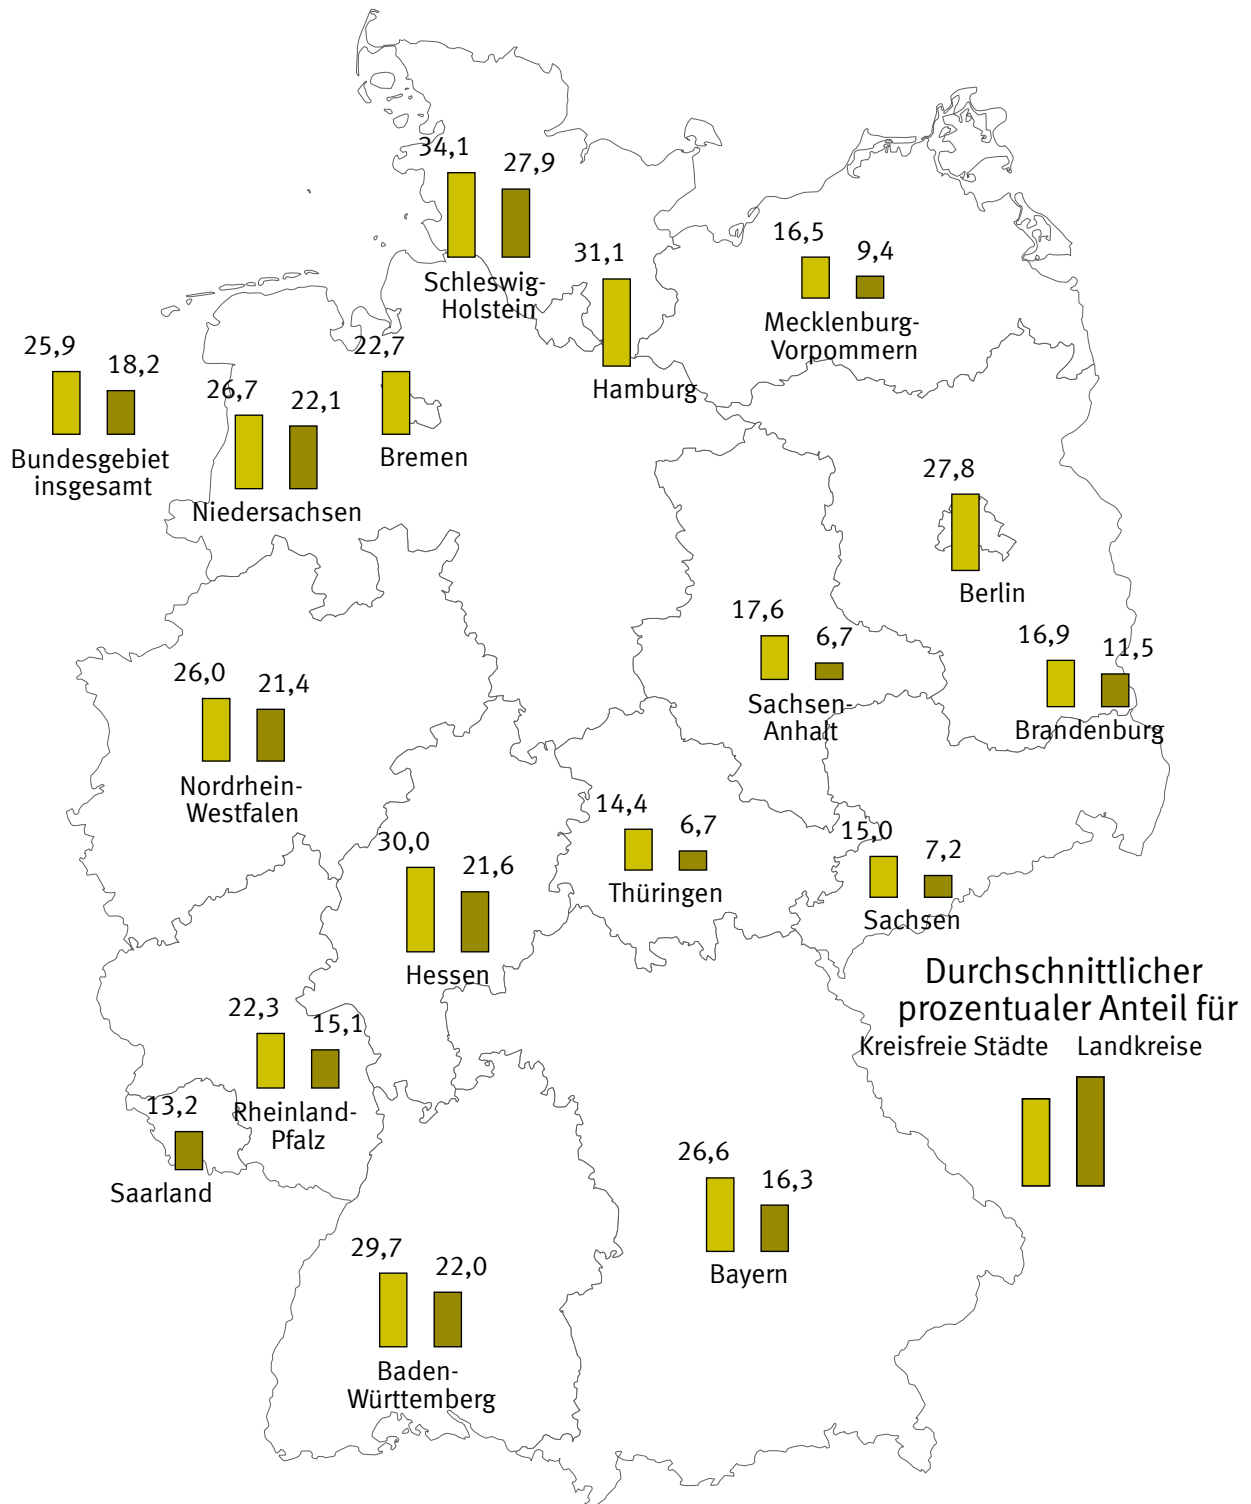 34,1
27,9
Schleswig-
Holstein
31,1
Hamburg
16,5
9,4
Mecklenburg-
Vorpommern
25,9
18,2
Bundesgebiet
insgesamt
26,7
22,1
Niedersachsen
22,7
Bremen
27,8
Berlin
17,6
6,7
Sachsen-
Anhalt
16,9
11,5
Brandenburg
26,0
21,4
Nordrhein-
Westfalen
30,0
21,6
Hessen
14,4
6,7
Thüringen
15,0
7,2
Sachsen
Durchschnittlicher
prozentualer Anteil für
Kreisfreie Städte
Landkreise
22,3
15,1
Rheinland-
Pfalz
13,2
Saarland
26,6
16,3
Bayern
29,7
22,0
Baden-
Württemberg